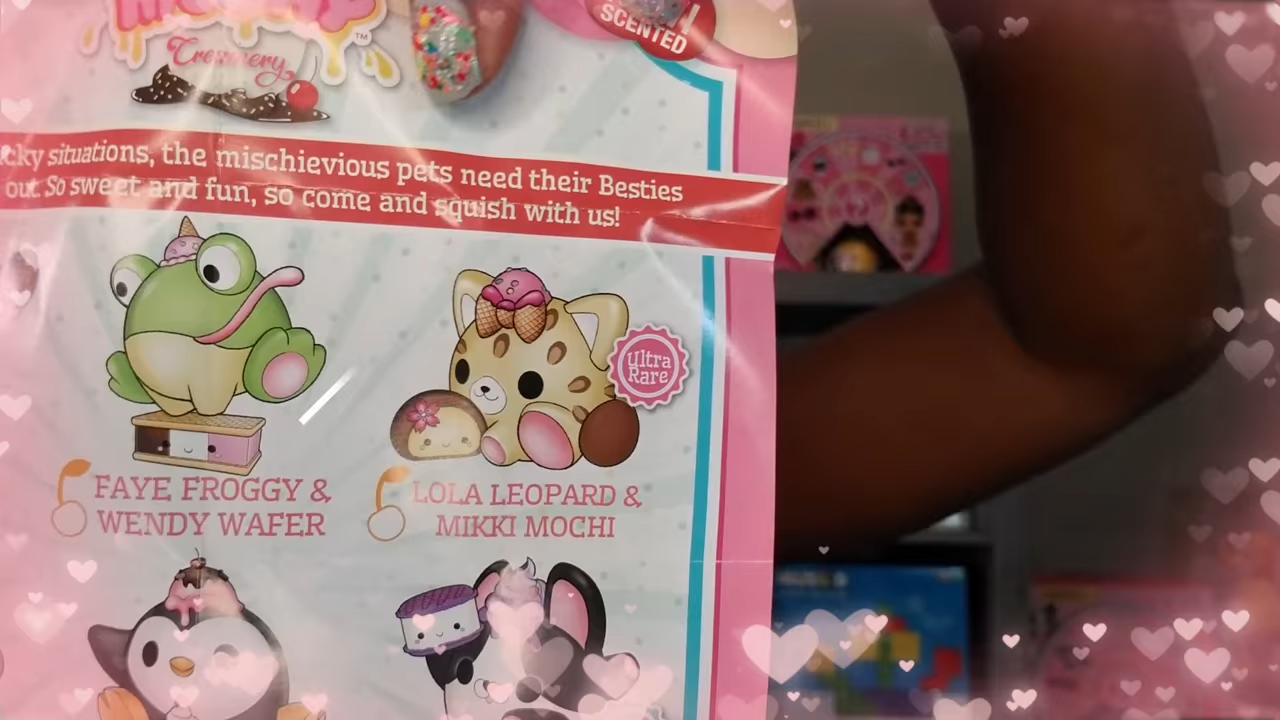 Creamery
TM
SCENTED
cky situations, the mischievious pets need their Besties
out. So sweet and fun, so come and squish with us!
Ultra
Rare
FAYE FROGGY &
WENDY WAFER
LOLA LEOPARD &
MIKKI MOCHI